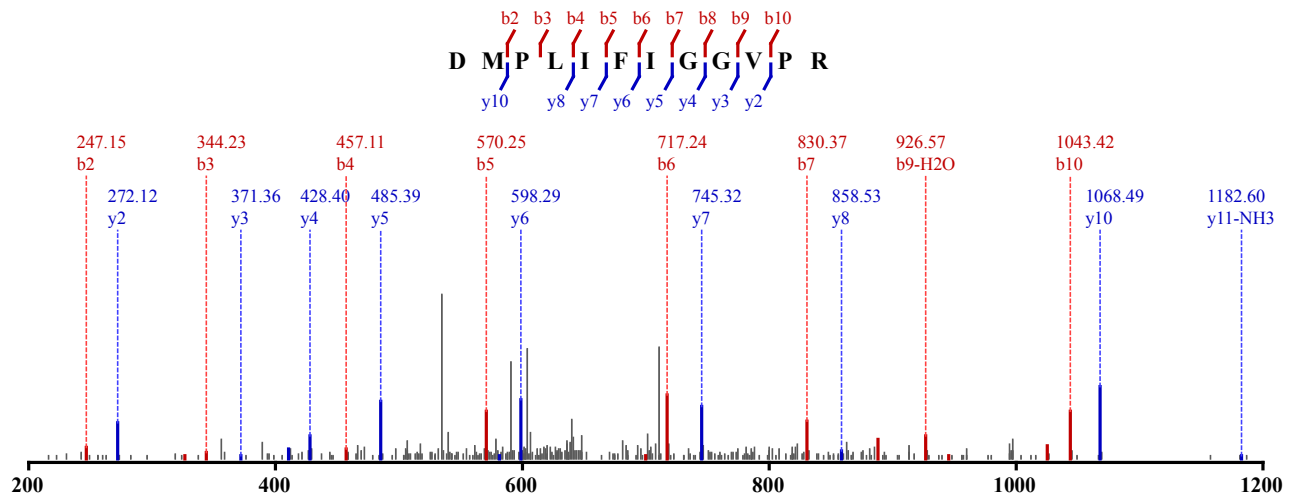 b2 b3 b4 b5 b6 b7 b8 b9 b10
D M P L I F I G G V P R
y10 y8 y7 y6 y5 y4 y3 y2
247.15 344.23 457.11 570.25 717.24 830.37 926.57 1043.42
b2 b3 b4 b5 b6 b7 b9-H2O b10
272.12 371.36 428.40 485.39 598.29 745.32 858.53 1068.49 1182.60
y2 y3 y4 y5 y6 y7 y8 y10 y11-NH3
200 400 600 800 1000 1200